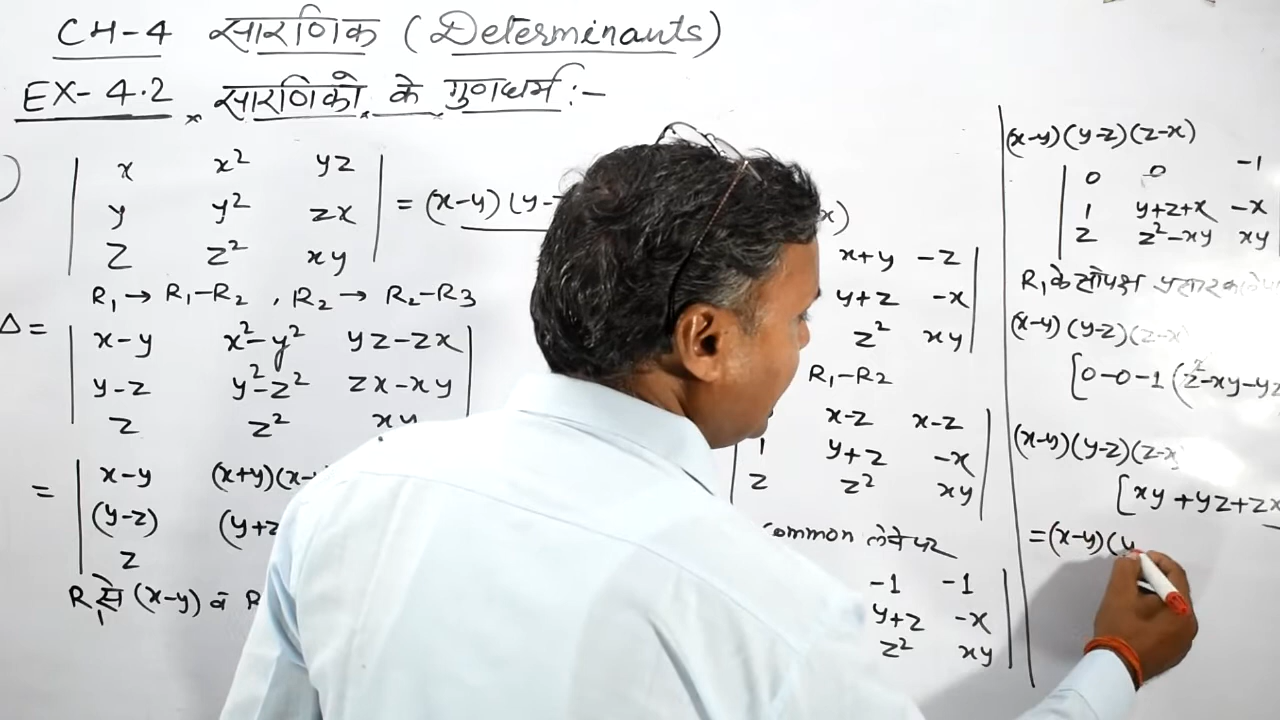 CH-4 सारणिक (Determinants)
EX-4.2 सारणिको के गुणधर्म :-
x x² yz
y y² zx = (x-y) (y-z
z z² xy
R₁ → R₁-R₂ , R₂ → R₂-R₃
Δ =
x-y x²-y² yz-zx
y-z y²-z² zx-xy
z z² xy
=
x-y (x+y)(x-y
(y-z) (y+z
z
R₁ से (x-y) व R
x)
x+y -z
y+z -x
z² xy
R₁-R₂
x-z x-z
1 y+z -x
z z² xy
common लेने पर
-1 -1
y+z -x
z² xy
(x-y)(y-z)(z-x)
0 0 -1
1 y+z+x -x
z z²-xy xy
R₁ के सापेक्ष प्रसार
(x-y)(y-z)(z-x)
[0-0-1(z²-xy-yz
(x-y)(y-z)(z-x
[xy+yz+zx
=(x-y)(y